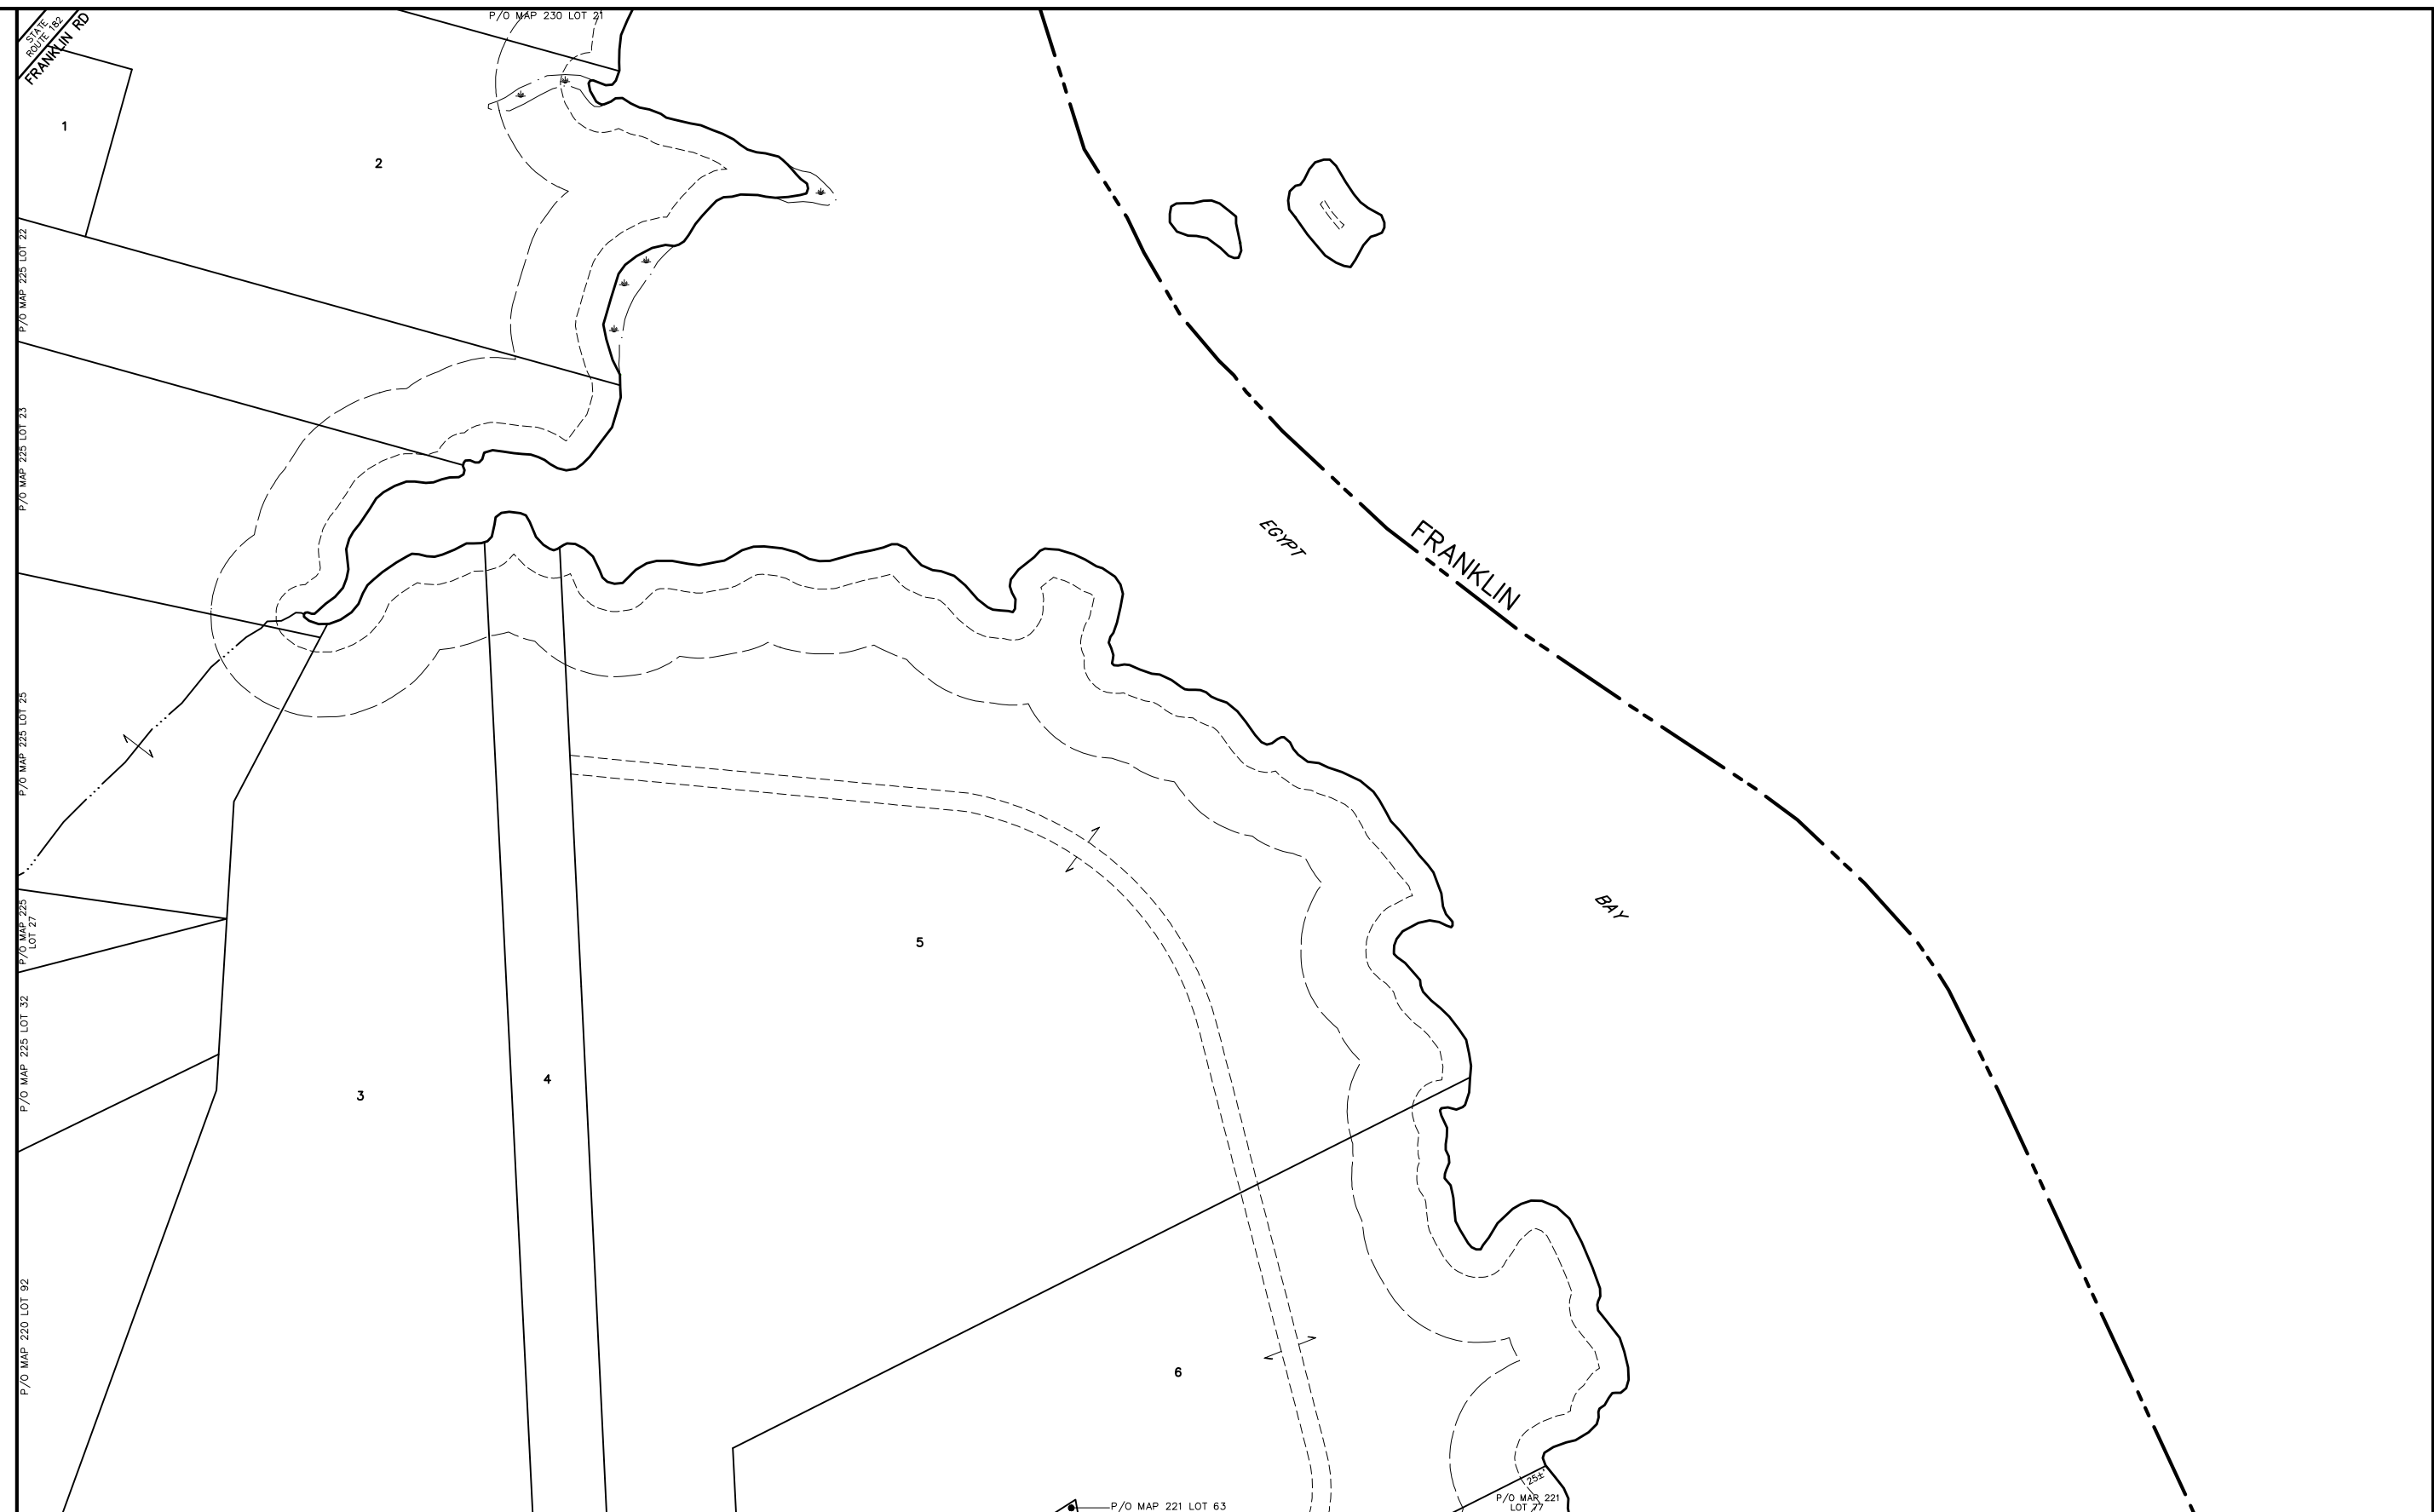 STATE
ROUTE 182
FRANKLIN RD
P/O MAP 230 LOT 21
1
2
P/O MAP 225 LOT 22
P/O MAP 225 LOT 23
EGYPT
FRANKLIN
P/O MAP 225 LOT 25
BAY
P/O MAP 225
LOT 27
5
P/O MAP 225 LOT 32
4
3
P/O MAP 220 LOT 92
6
25±'
P/O MAP 221
LOT 77
P/O MAP 221 LOT 63